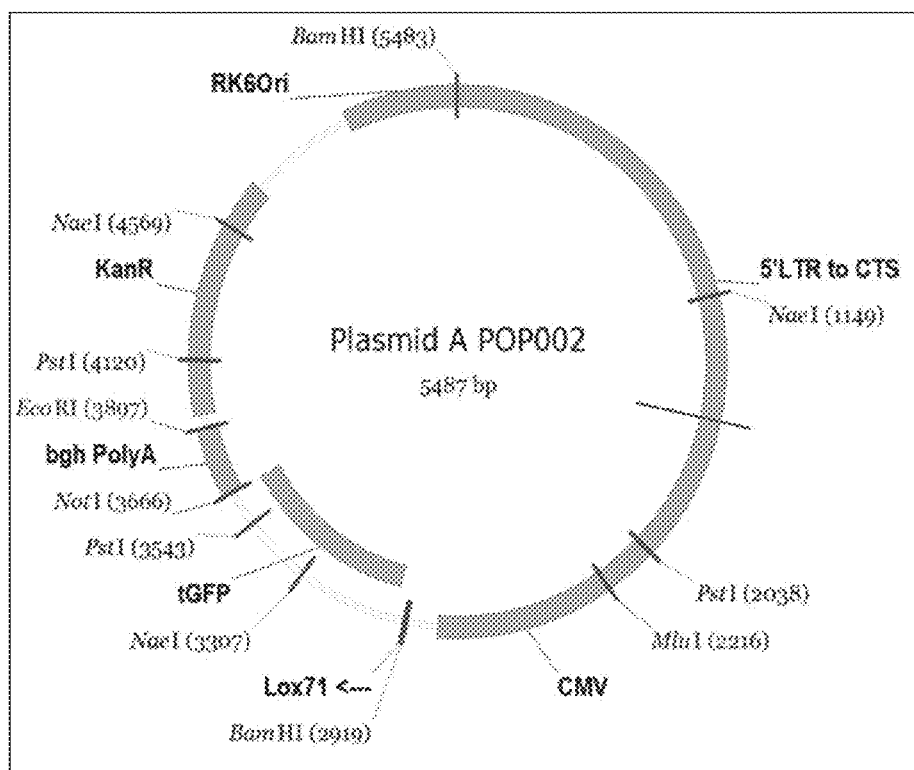 BamHI (5483)
RK6Ori
NaeI (4569)
KanR
5'LTR to CTS
NaeI (1149)
Plasmid A POP002
5487 bp
PstI (4120)
EcoRI (3897)
bgh PolyA
NotI (3666)
PstI (3543)
tGFP
NaeI (3307)
PstI (2038)
MluI (2216)
Lox71 <---
CMV
BamHI (2919)